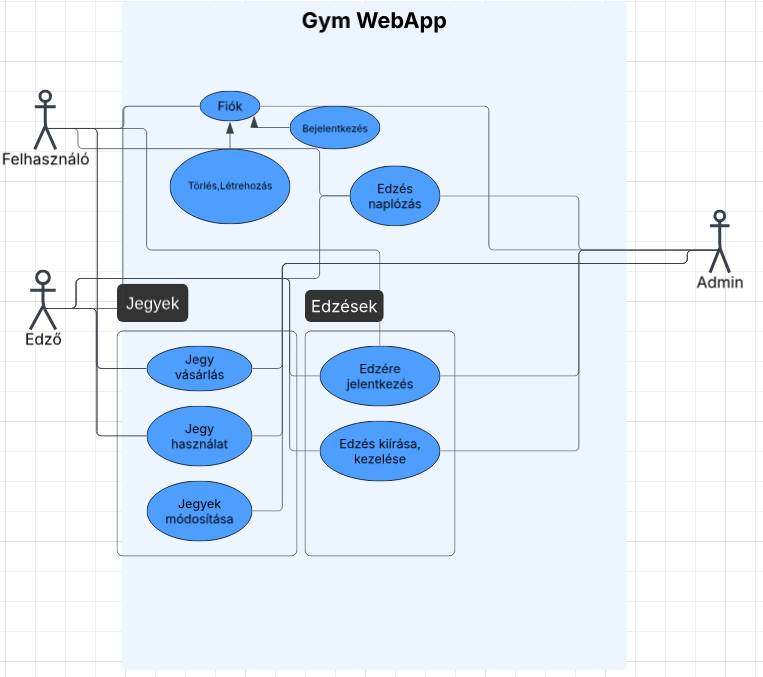 Gym WebApp
Fiók
Bejelentkezés
Felhasználó
Törlés,Létrehozás
Edzés
naplózás
Admin
Jegyek
Edzések
Edző
Jegy
vásárlás
Edzére
jelentkezés
Jegy
használat
Edzés kiírása,
kezelése
Jegyek
módosítása